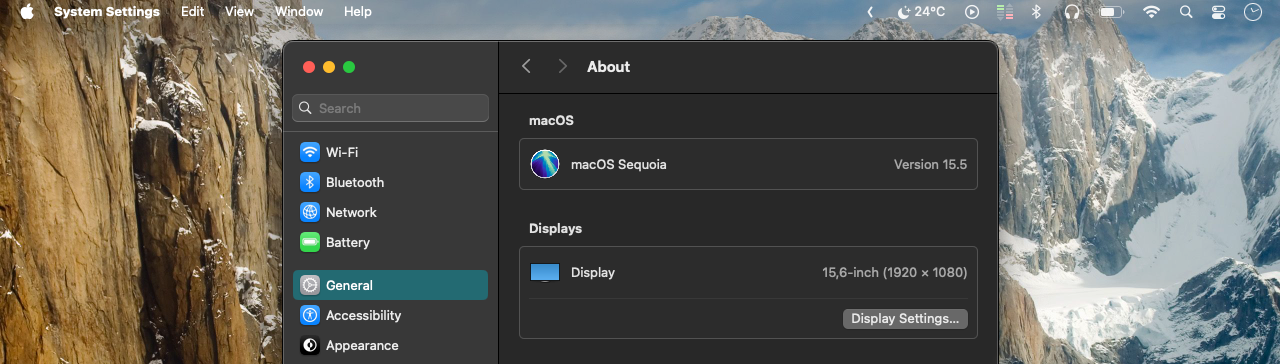 System Settings Edit View Window Help 24°C
About
Search
macOS
Wi-Fi
macOS Sequoia Version 15.5
Bluetooth
Network
Displays
Battery
Display 15,6-inch (1920 × 1080)
General
Accessibility
Display Settings...
Appearance